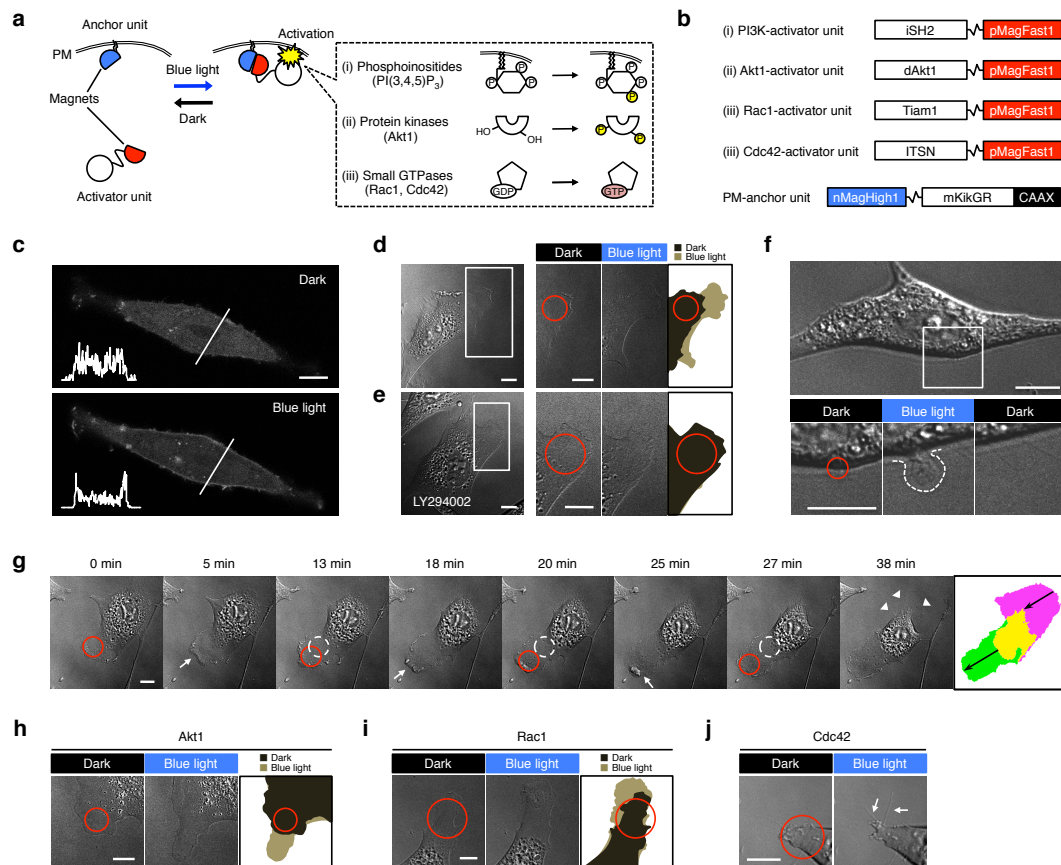 a
Anchor unit
PM
Blue light
Dark
Magnets
Activator unit
Activation
(i) Phosphoinositides
(PI(3,4,5)P3)
P P P
P P P P
(ii) Protein kinases
(Akt1)
HO OH
P P
(iii) Small GTPases
(Rac1, Cdc42)
GDP GTP
b
(i) PI3K-activator unit iSH2 pMagFast1
(ii) Akt1-activator unit dAkt1 pMagFast1
(iii) Rac1-activator unit Tiam1 pMagFast1
(iii) Cdc42-activator unit ITSN pMagFast1
PM-anchor unit nMagHigh1 mKikGR CAAX
c
Dark
Blue light
d
Dark Blue light
Dark
Blue light
e
LY294002
f
Dark Blue light Dark
g
0 min 5 min 13 min 18 min 20 min 25 min 27 min 38 min
h
Akt1
Dark Blue light
Dark
Blue light
i
Rac1
Dark Blue light
Dark
Blue light
j
Cdc42
Dark Blue light